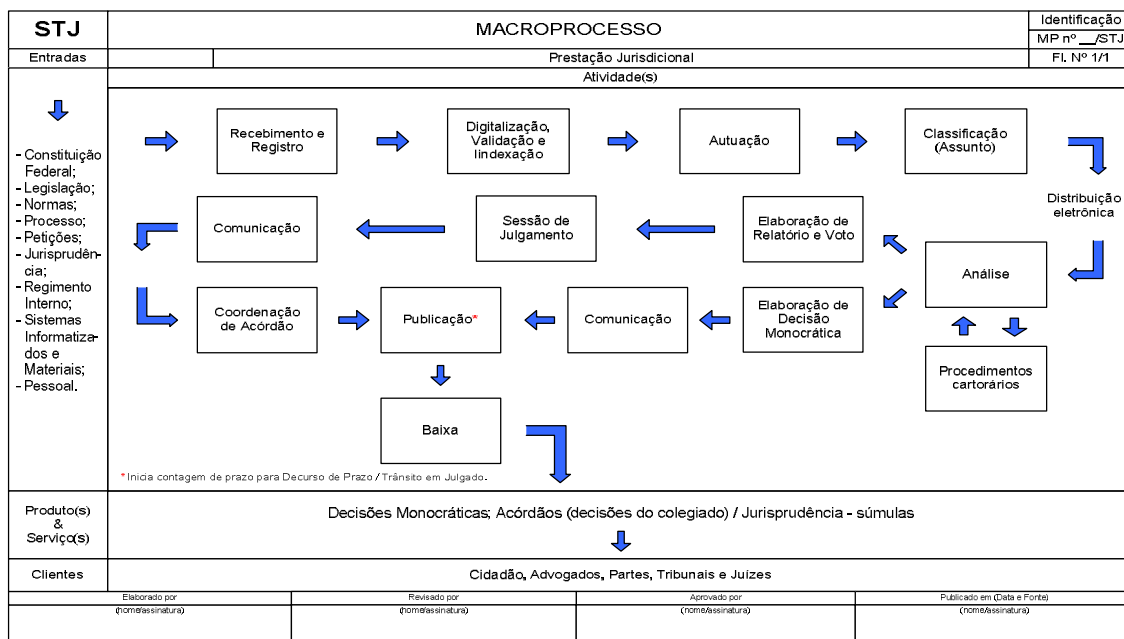 STJ
MACROPROCESSO
Identificação
MP nº __/STJ
Entradas
Prestação Jurisdicional
Fl. Nº 1/1
Atividade(s)
- Constituição
Federal;
- Legislação;
- Normas;
- Processo;
- Petições;
- Jurisprudên-
cia;
- Regimento
Interno;
- Sistemas
Informatiza-
dos e
Materiais;
- Pessoal.
Recebimento e
Registro
Digitalização,
Validação e
Iindexação
Autuação
Classificação
(Assunto)
Distribuição
eletrônica
Comunicação
Sessão de
Julgamento
Elaboração de
Relatório e Voto
Análise
Coordenação
de Acórdão
Publicação*
Comunicação
Elaboração de
Decisão
Monocrática
Procedimentos
cartorários
Baixa
*Inicia contagem de prazo para Decurso de Prazo / Trânsito em Julgado.
Produto(s)
&
Serviço(s)
Decisões Monocráticas; Acórdãos (decisões do colegiado) / Jurisprudência - súmulas
Clientes
Cidadão, Advogados, Partes, Tribunais e Juízes
Elaborado por
(nome/assinatura)
Revisado por
(nome/assinatura)
Aprovado por
(nome/assinatura)
Publicado em (Data e Fonte)
(nome/assinatura)